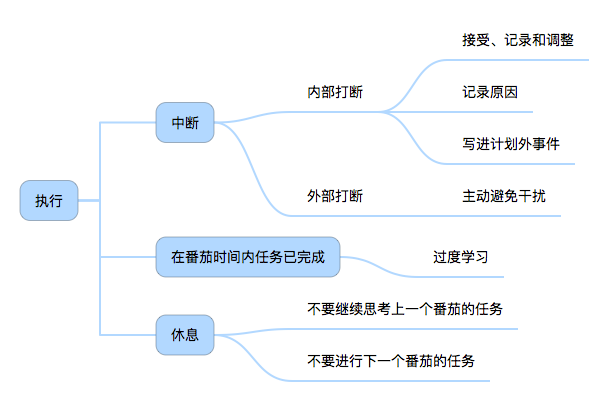 接受、记录和调整
内部打断
记录原因
中断
写进计划外事件
执行
外部打断
主动避免干扰
在番茄时间内任务已完成
过度学习
不要继续思考上一个番茄的任务
休息
不要进行下一个番茄的任务